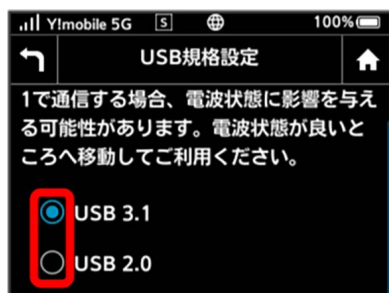 Y!mobile 5G S 100%
USB規格設定
1で通信する場合、電波状態に影響を与え
る可能性があります。電波状態が良いと
ころへ移動してご利用ください。
USB 3.1
USB 2.0